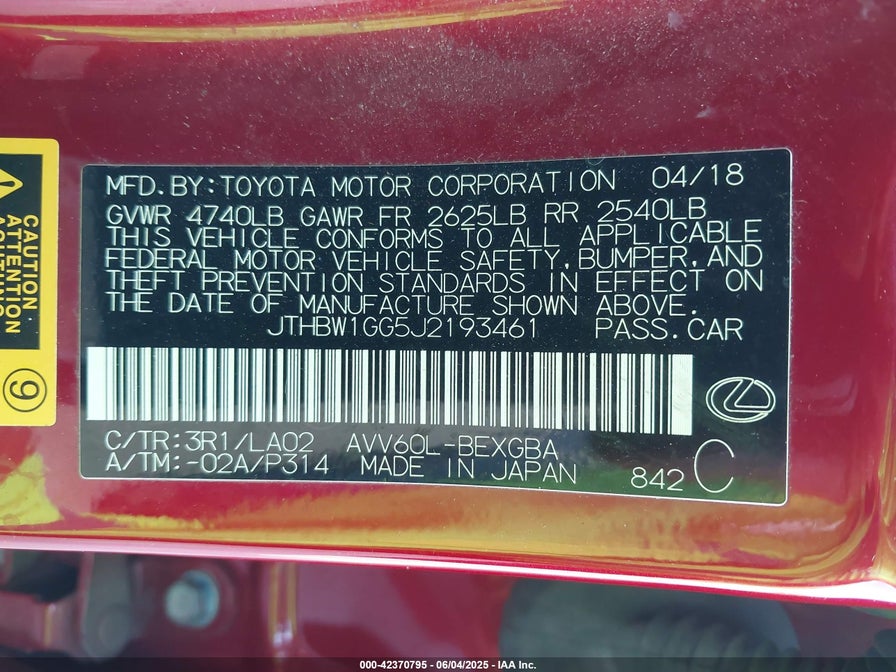 MFD.BY:TOYOTA MOTOR CORPORATION 04/18
GVWR 4740LB GAWR FR 2625LB RR 2540LB
THIS VEHICLE CONFORMS TO ALL APPLICABLE
FEDERAL MOTOR VEHICLE SAFETY,BUMPER,AND
THEFT PREVENTION STANDARDS IN EFFECT ON
THE DATE OF MANUFACTURE SHOWN ABOVE.
JTHBW1GG5J2193461 PASS.CAR
C/TR:3R1/LA02 AVV60L-BEXGBA
A/TM:-02A/P314 MADE IN JAPAN
842 C
CAUTION
ATTENTION
9
000-42370795 - 06/04/2025 - IAA Inc.